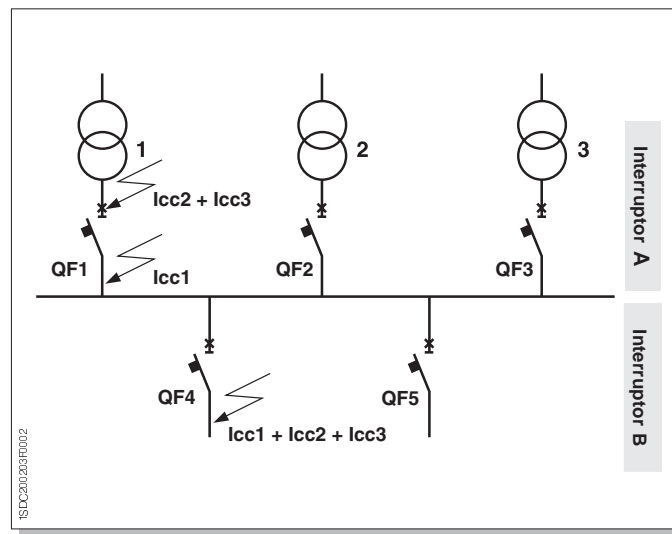 1
2
3
Icc2 + Icc3
QF1
QF2
QF3
Icc1
Interruptor A
QF4
QF5
Icc1 + Icc2 + Icc3
Interruptor B
1SDC200203F0002